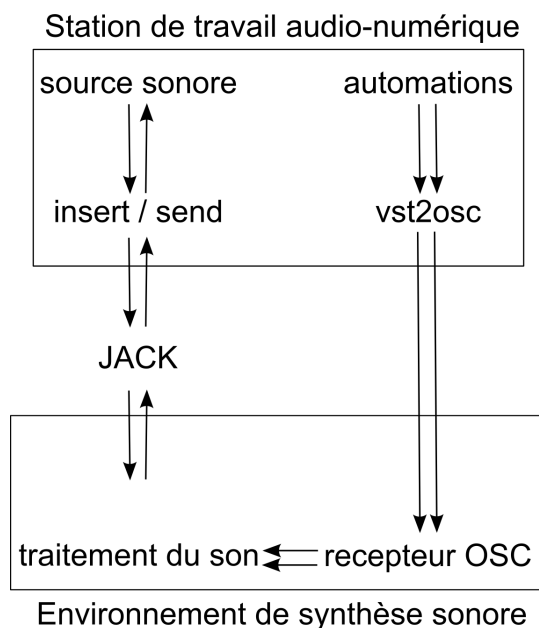 Station de travail audio-numérique
source sonore
automations
insert / send
vst2osc
JACK
traitement du son
recepteur OSC
Environnement de synthèse sonore